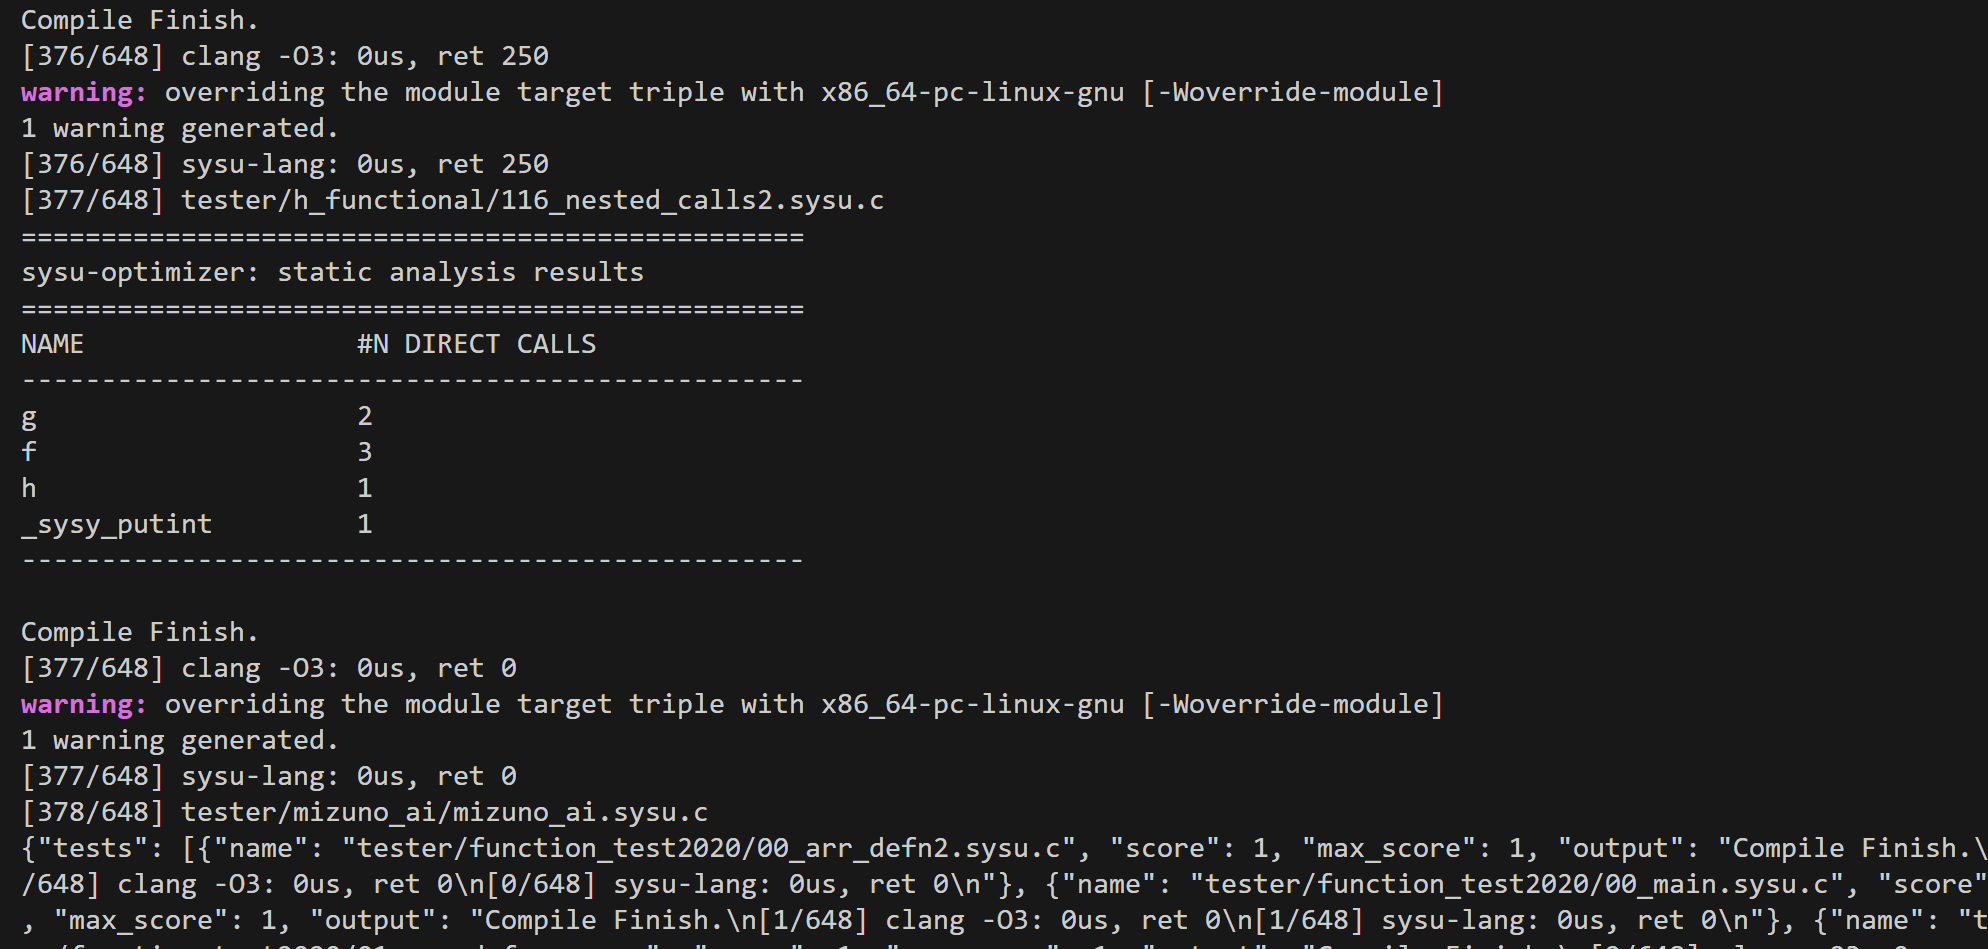 Compile Finish.
[376/648] clang -O3: 0us, ret 250
warning: overriding the module target triple with x86_64-pc-linux-gnu [-Woverride-module]
1 warning generated.
[376/648] sysu-lang: 0us, ret 250
[377/648] tester/h_functional/116_nested_calls2.sysu.c
=================================================
sysu-optimizer: static analysis results
=================================================
NAME #N DIRECT CALLS
-------------------------------------------------
g 2
f 3
h 1
_sysy_putint 1
-------------------------------------------------
Compile Finish.
[377/648] clang -O3: 0us, ret 0
warning: overriding the module target triple with x86_64-pc-linux-gnu [-Woverride-module]
1 warning generated.
[377/648] sysu-lang: 0us, ret 0
[378/648] tester/mizuno_ai/mizuno_ai.sysu.c
{"tests": [{"name": "tester/function_test2020/00_arr_defn2.sysu.c", "score": 1, "max_score": 1, "output": "Compile Finish.\
/648] clang -O3: 0us, ret 0\n[0/648] sysu-lang: 0us, ret 0\n"}, {"name": "tester/function_test2020/00_main.sysu.c", "score"
, "max_score": 1, "output": "Compile Finish.\n[1/648] clang -O3: 0us, ret 0\n[1/648] sysu-lang: 0us, ret 0\n"}, {"name": "t